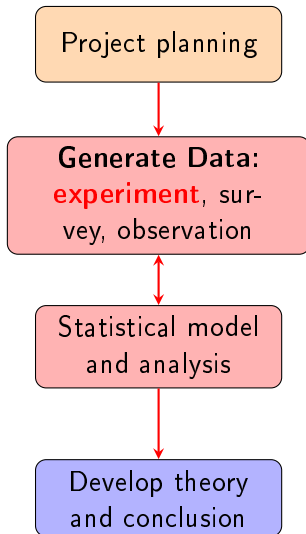 Project planning
Generate Data:
experiment, sur-
vey, observation
Statistical model
and analysis
Develop theory
and conclusion